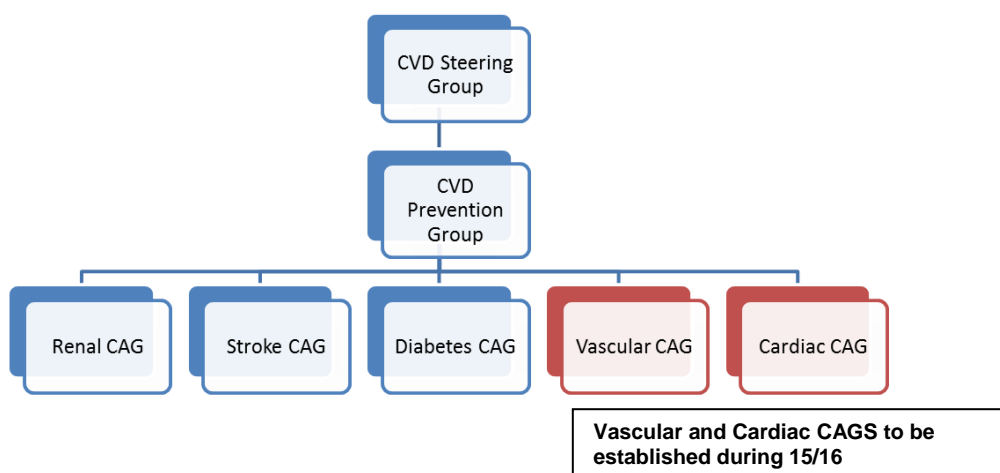 CVD Steering
Group
CVD
Prevention
Group
Renal CAG
Stroke CAG
Diabetes CAG
Vascular CAG
Cardiac CAG
Vascular and Cardiac CAGS to be
established during 15/16